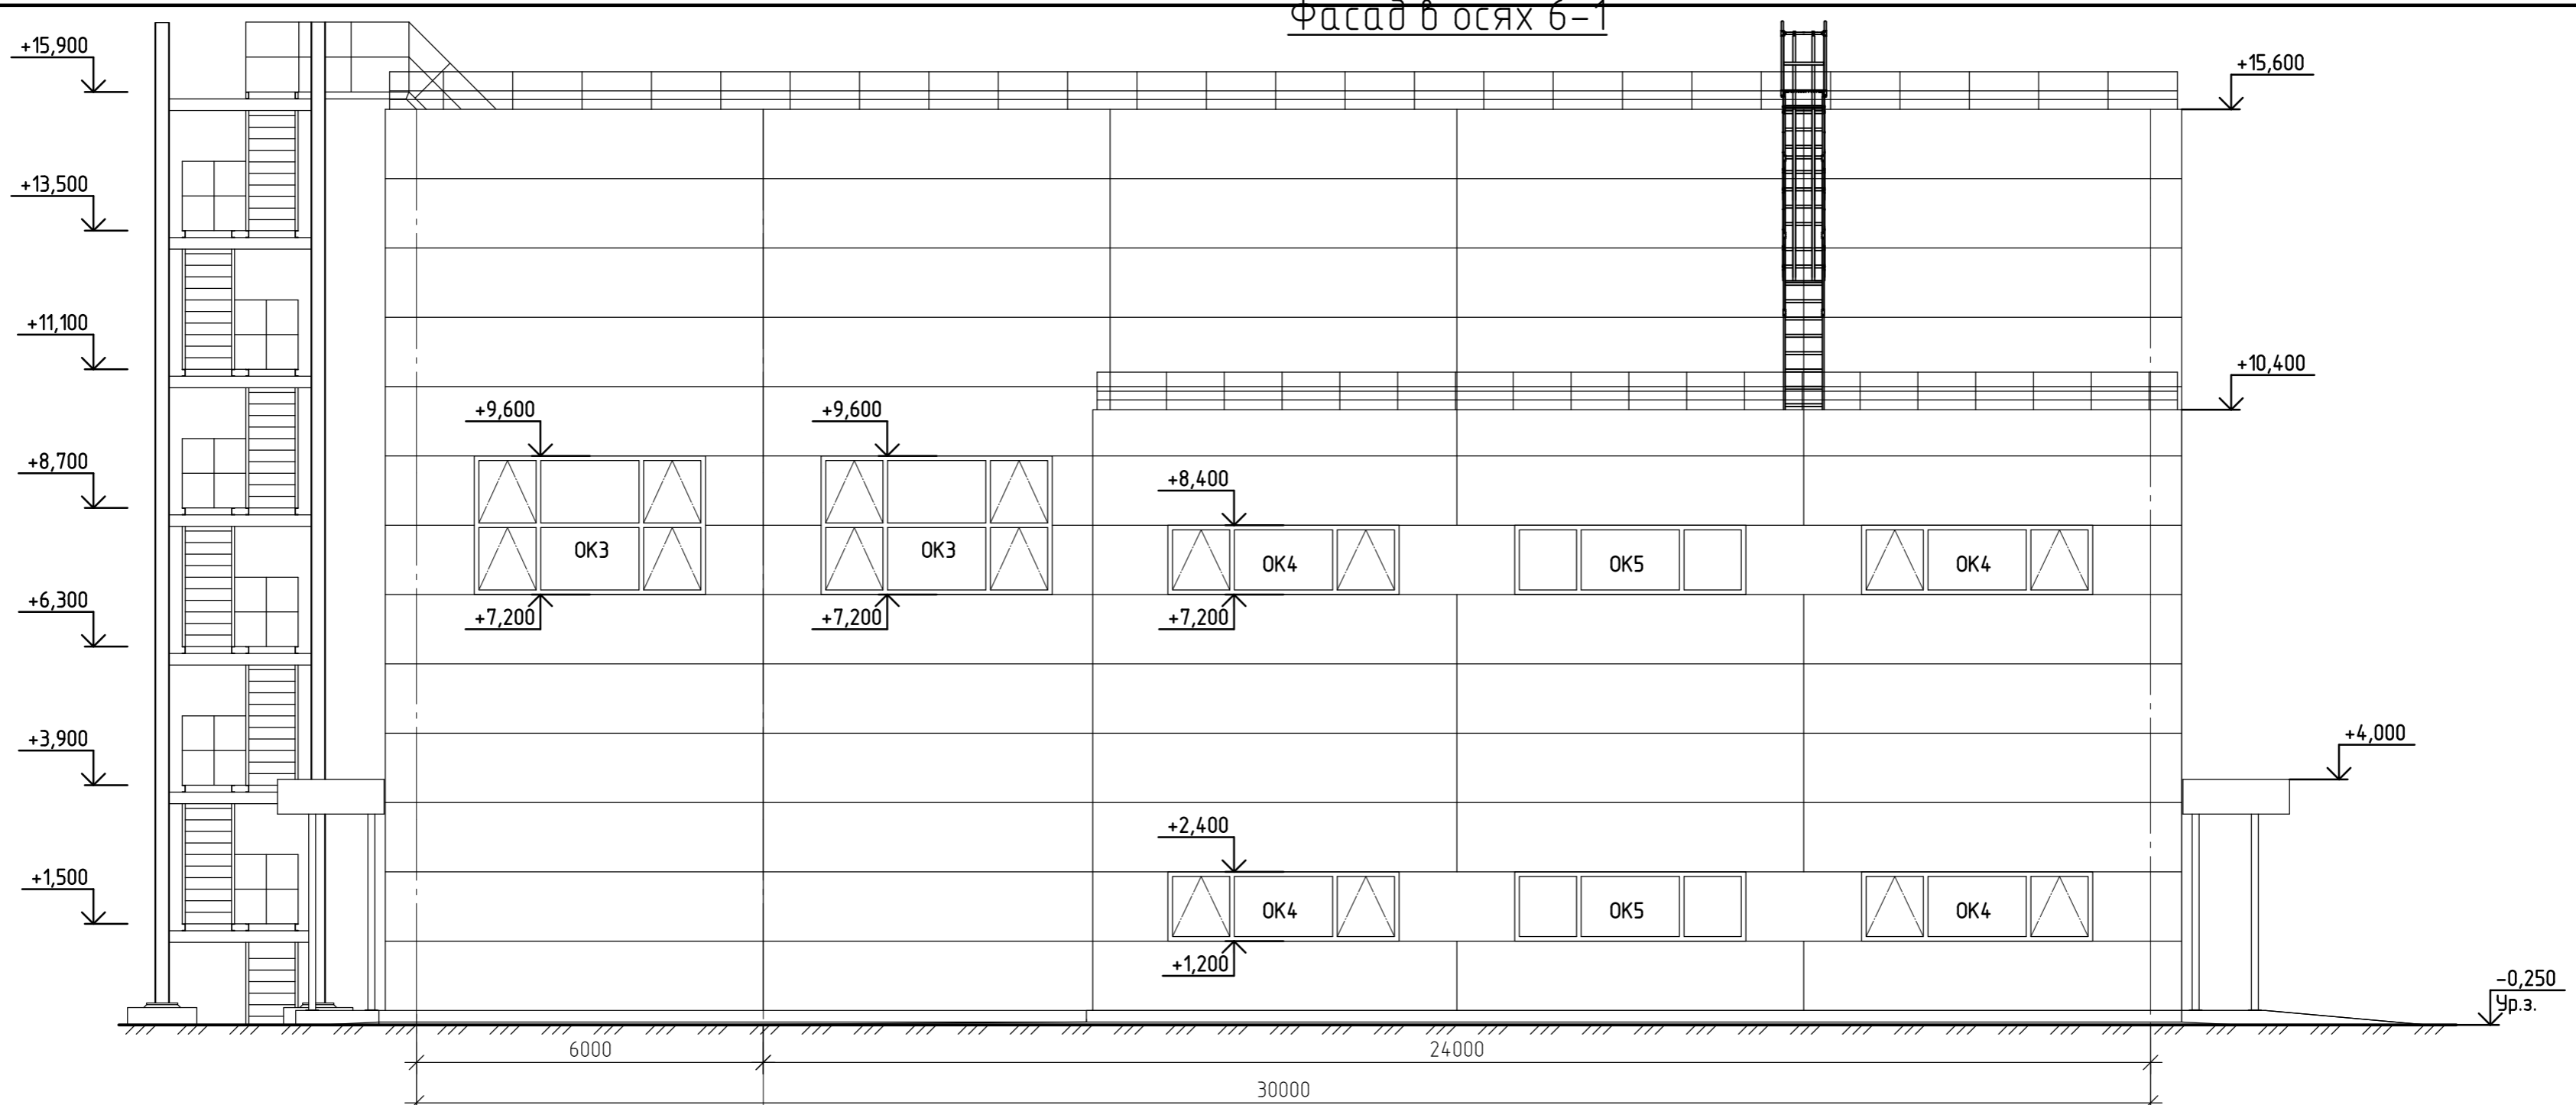 Фасад в осях 6-1
+15,900
+15,600
+13,500
+11,100
+10,400
+9,600
+9,600
+8,700
+8,400
ОК3
ОК3
ОК4
ОК5
ОК4
+6,300
+7,200
+7,200
+7,200
+3,900
+4,000
+2,400
+1,500
ОК4
ОК5
ОК4
+1,200
-0,250
Ур.з.
6000
24000
30000